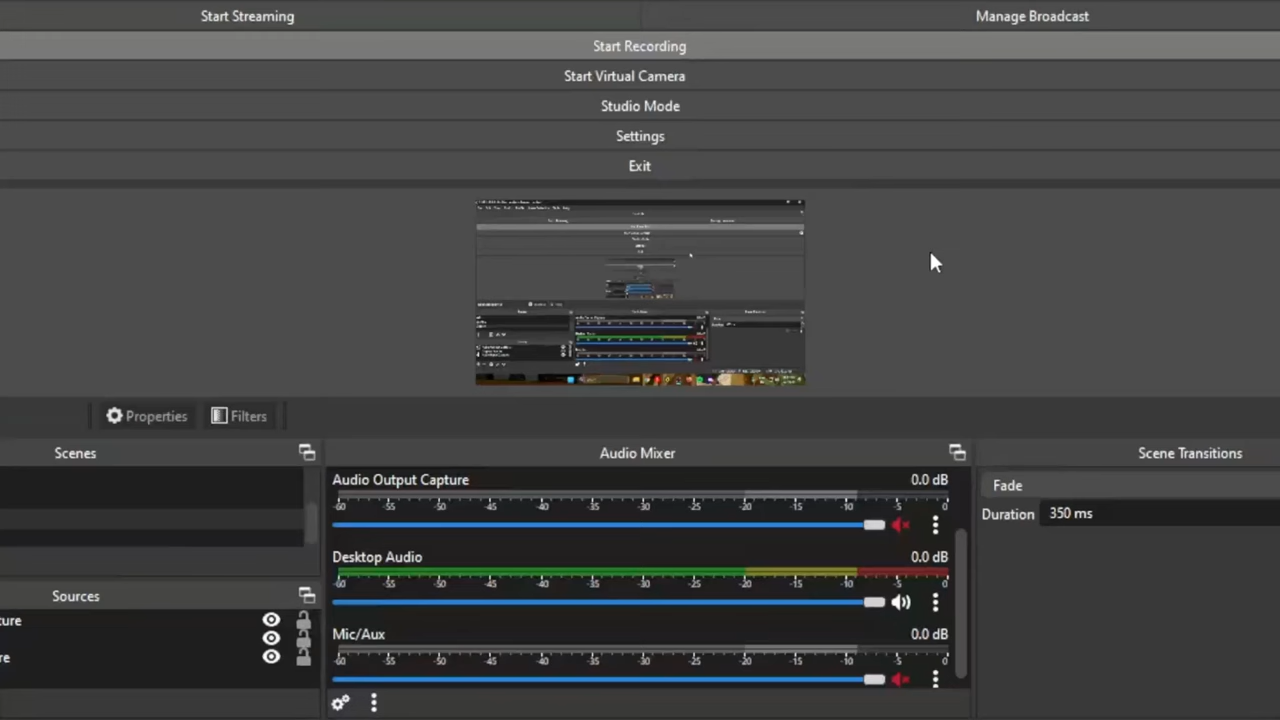 Start Streaming
Manage Broadcast
Start Recording
Start Virtual Camera
Studio Mode
Settings
Exit
Properties
Filters
Scenes
Sources
ture
re
Audio Mixer
Audio Output Capture 0.0 dB
-60 -55 -50 -45 -40 -35 -30 -25 -20 -15 -10 -5 0
Desktop Audio 0.0 dB
-60 -55 -50 -45 -40 -35 -30 -25 -20 -15 -10 -5 0
Mic/Aux 0.0 dB
-60 -55 -50 -45 -40 -35 -30 -25 -20 -15 -10 -5 0
Scene Transitions
Fade
Duration 350 ms